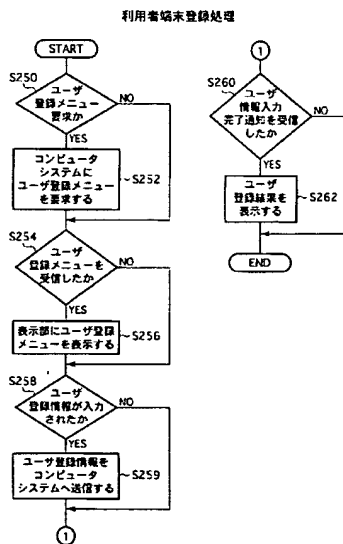 利用者端末登録処理
START
S250
ユーザ
登録メニュー
要求か
NO
YES
コンピュータ
システムに
ユーザ登録メニュー
を要求する
S252
S254
ユーザ
登録メニューを
受信したか
NO
YES
表示部にユーザ登録
メニューを表示する
S256
S258
ユーザ
登録情報が入力
されたか
NO
YES
ユーザ登録情報を
コンピュータ
システムへ送信する
S259
1
1
S260
ユーザ
情報入力
完了通知を受信
したか
NO
YES
ユーザ
登録結果を
表示する
S262
END